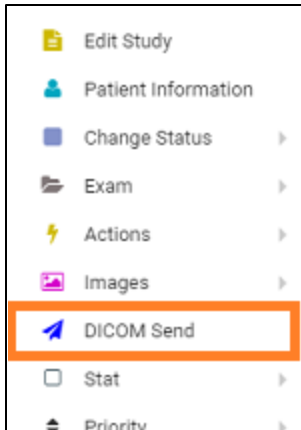 Edit Study
Patient Information
Change Status
Exam
Actions
Images
DICOM Send
Stat
Priority